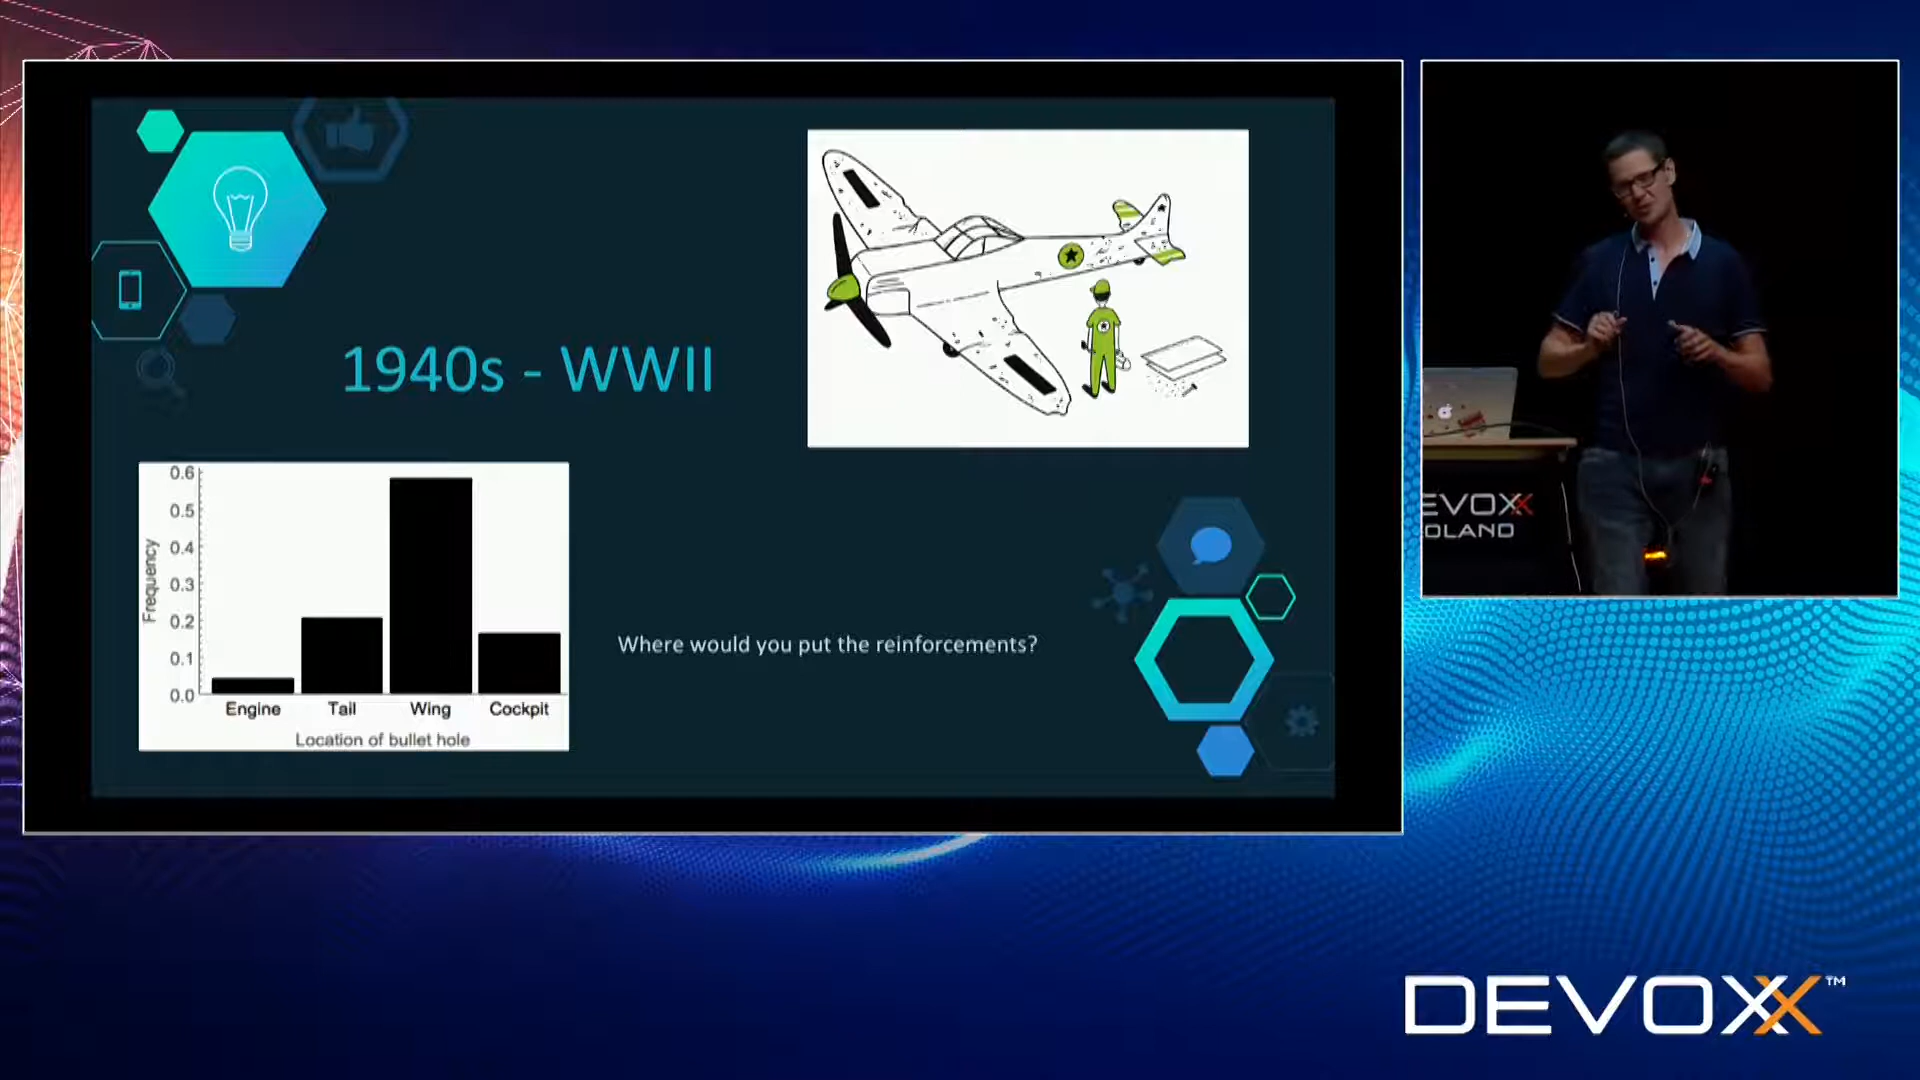 1940s - WWII
0.6
0.5
0.4
0.3
0.2
0.1
0.0
Frequency
Engine Tail Wing Cockpit
Location of bullet hole
Where would you put the reinforcements?
EVOXX
OLAND
DEVOXX™